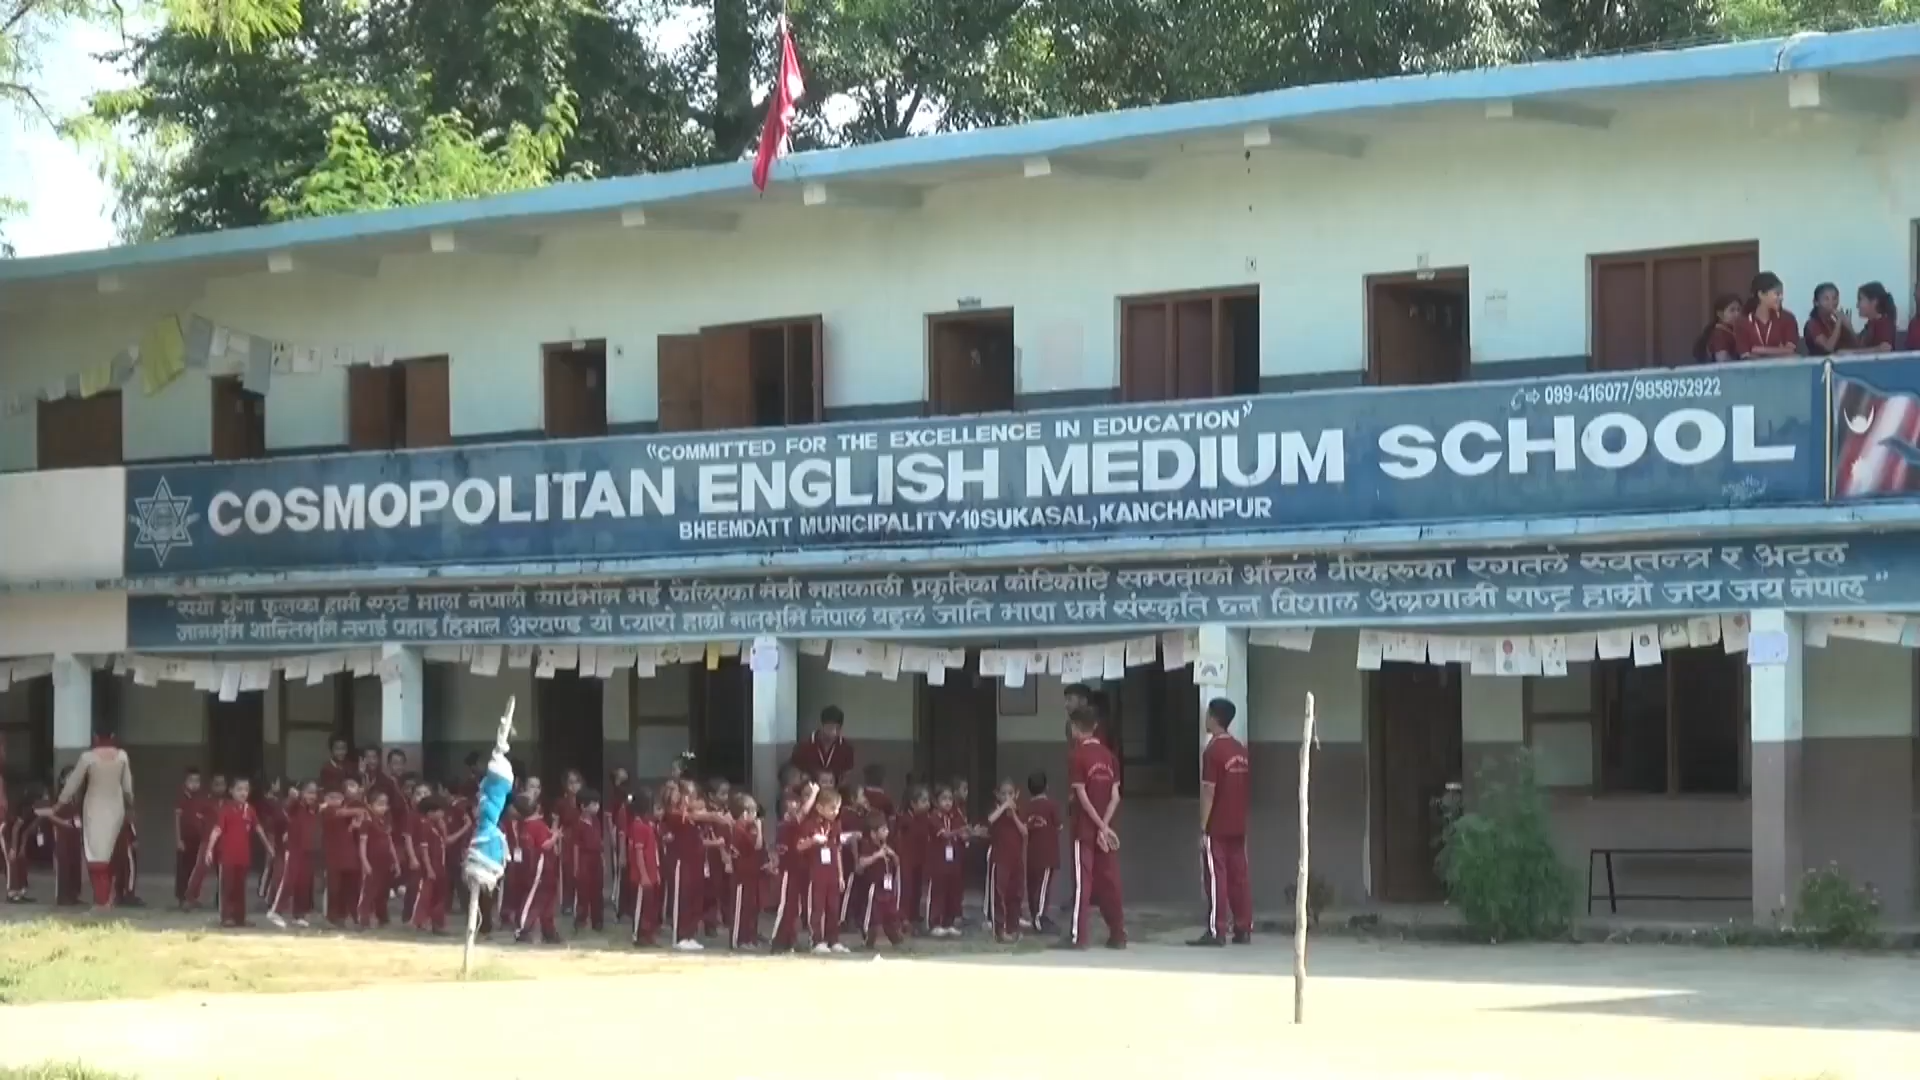 099-416077/9858752922
"COMMITTED FOR THE EXCELLENCE IN EDUCATION"
COSMOPOLITAN ENGLISH MEDIUM SCHOOL
BHEEMDATT MUNICIPALITY-10SUKASAL,KANCHANPUR
"सयौं थुँगा फूलका हामी एउटै माला नेपाली सार्वभौम भई फैलिएका मेची महाकाली प्रकृतिका कोटिकोटि सम्पदाको आँचल वीरहरुका रगतले स्वतन्त्र र अटल
ज्ञानभूमि शान्तिभूमि तराई पहाड हिमाल अखण्ड यो प्यारो हाम्रो मातृभूमि नेपाल बहुल जाति भाषा धर्म संस्कृति छन विशाल अग्रगामी राष्ट्र हाम्रो जय जय नेपाल"